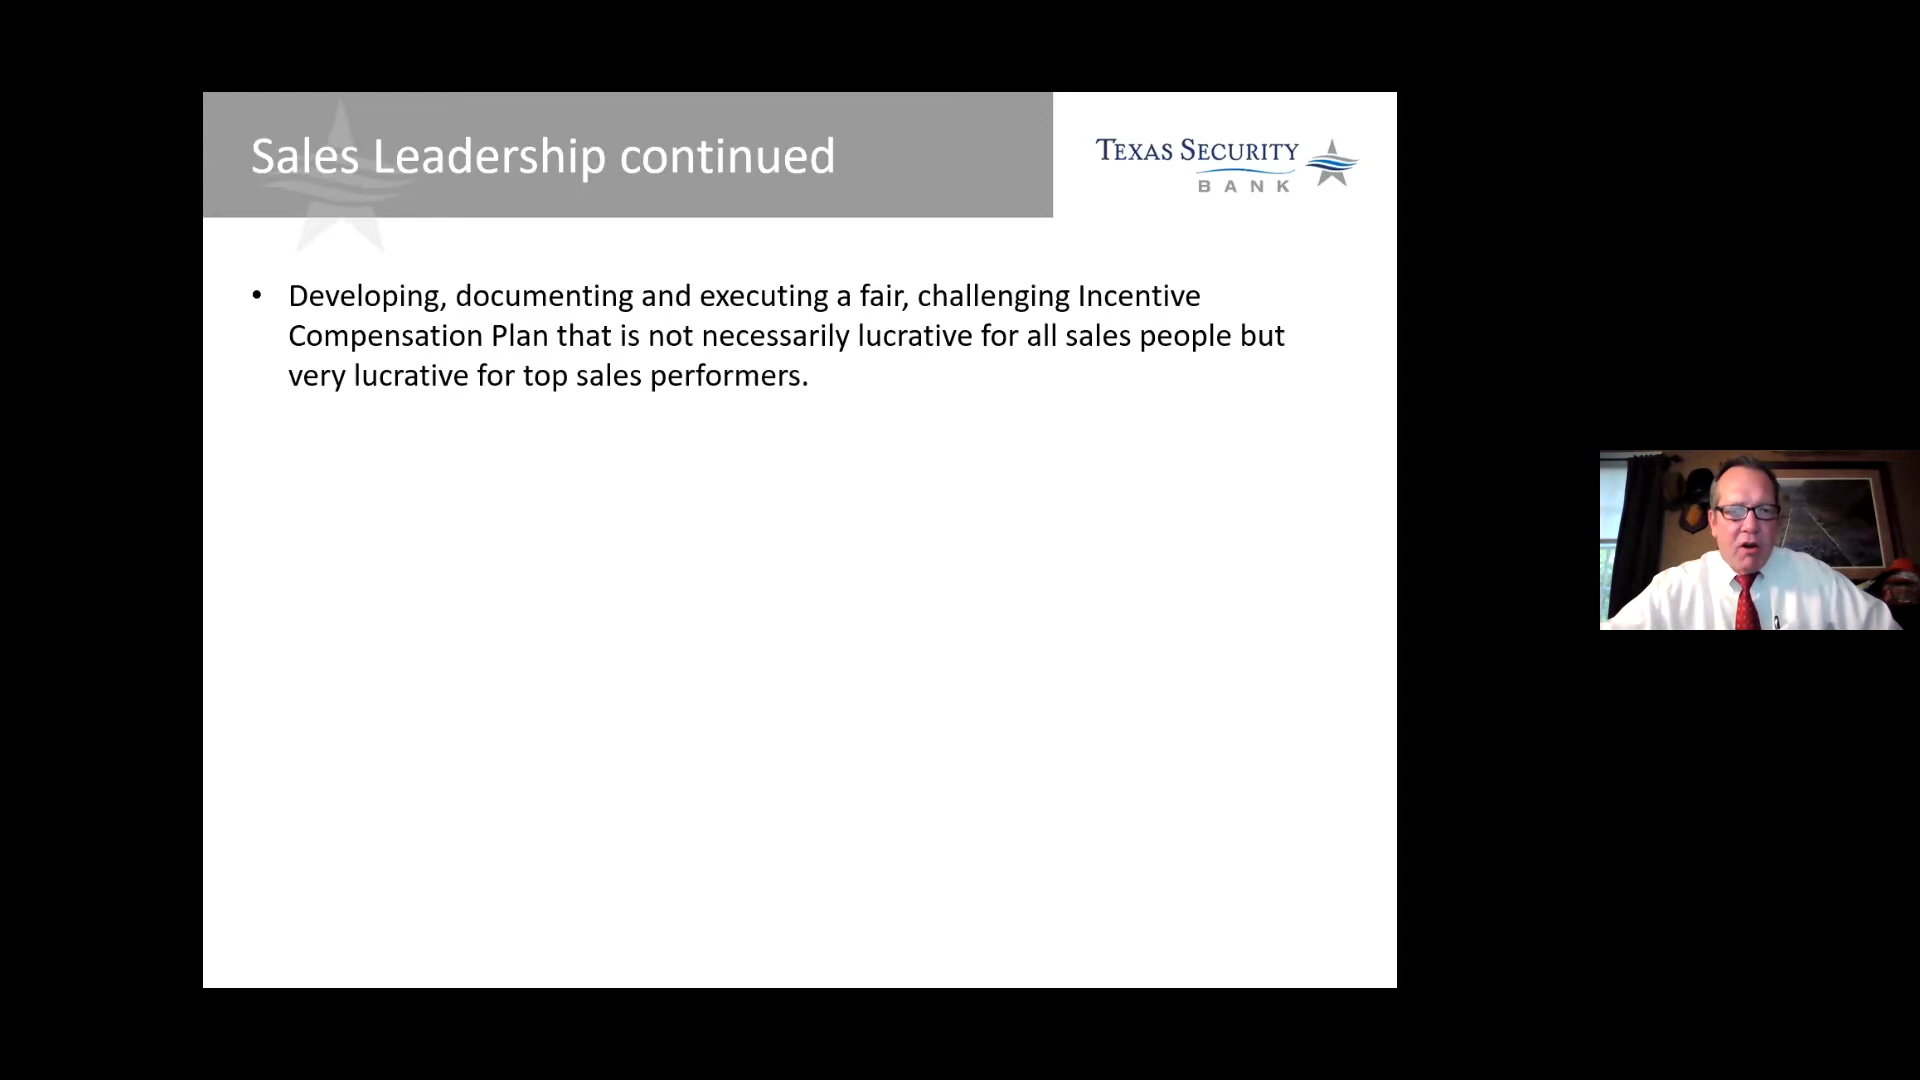 Sales Leadership continued
TEXAS SECURITY
BANK
• Developing, documenting and executing a fair, challenging Incentive
Compensation Plan that is not necessarily lucrative for all sales people but
very lucrative for top sales performers.